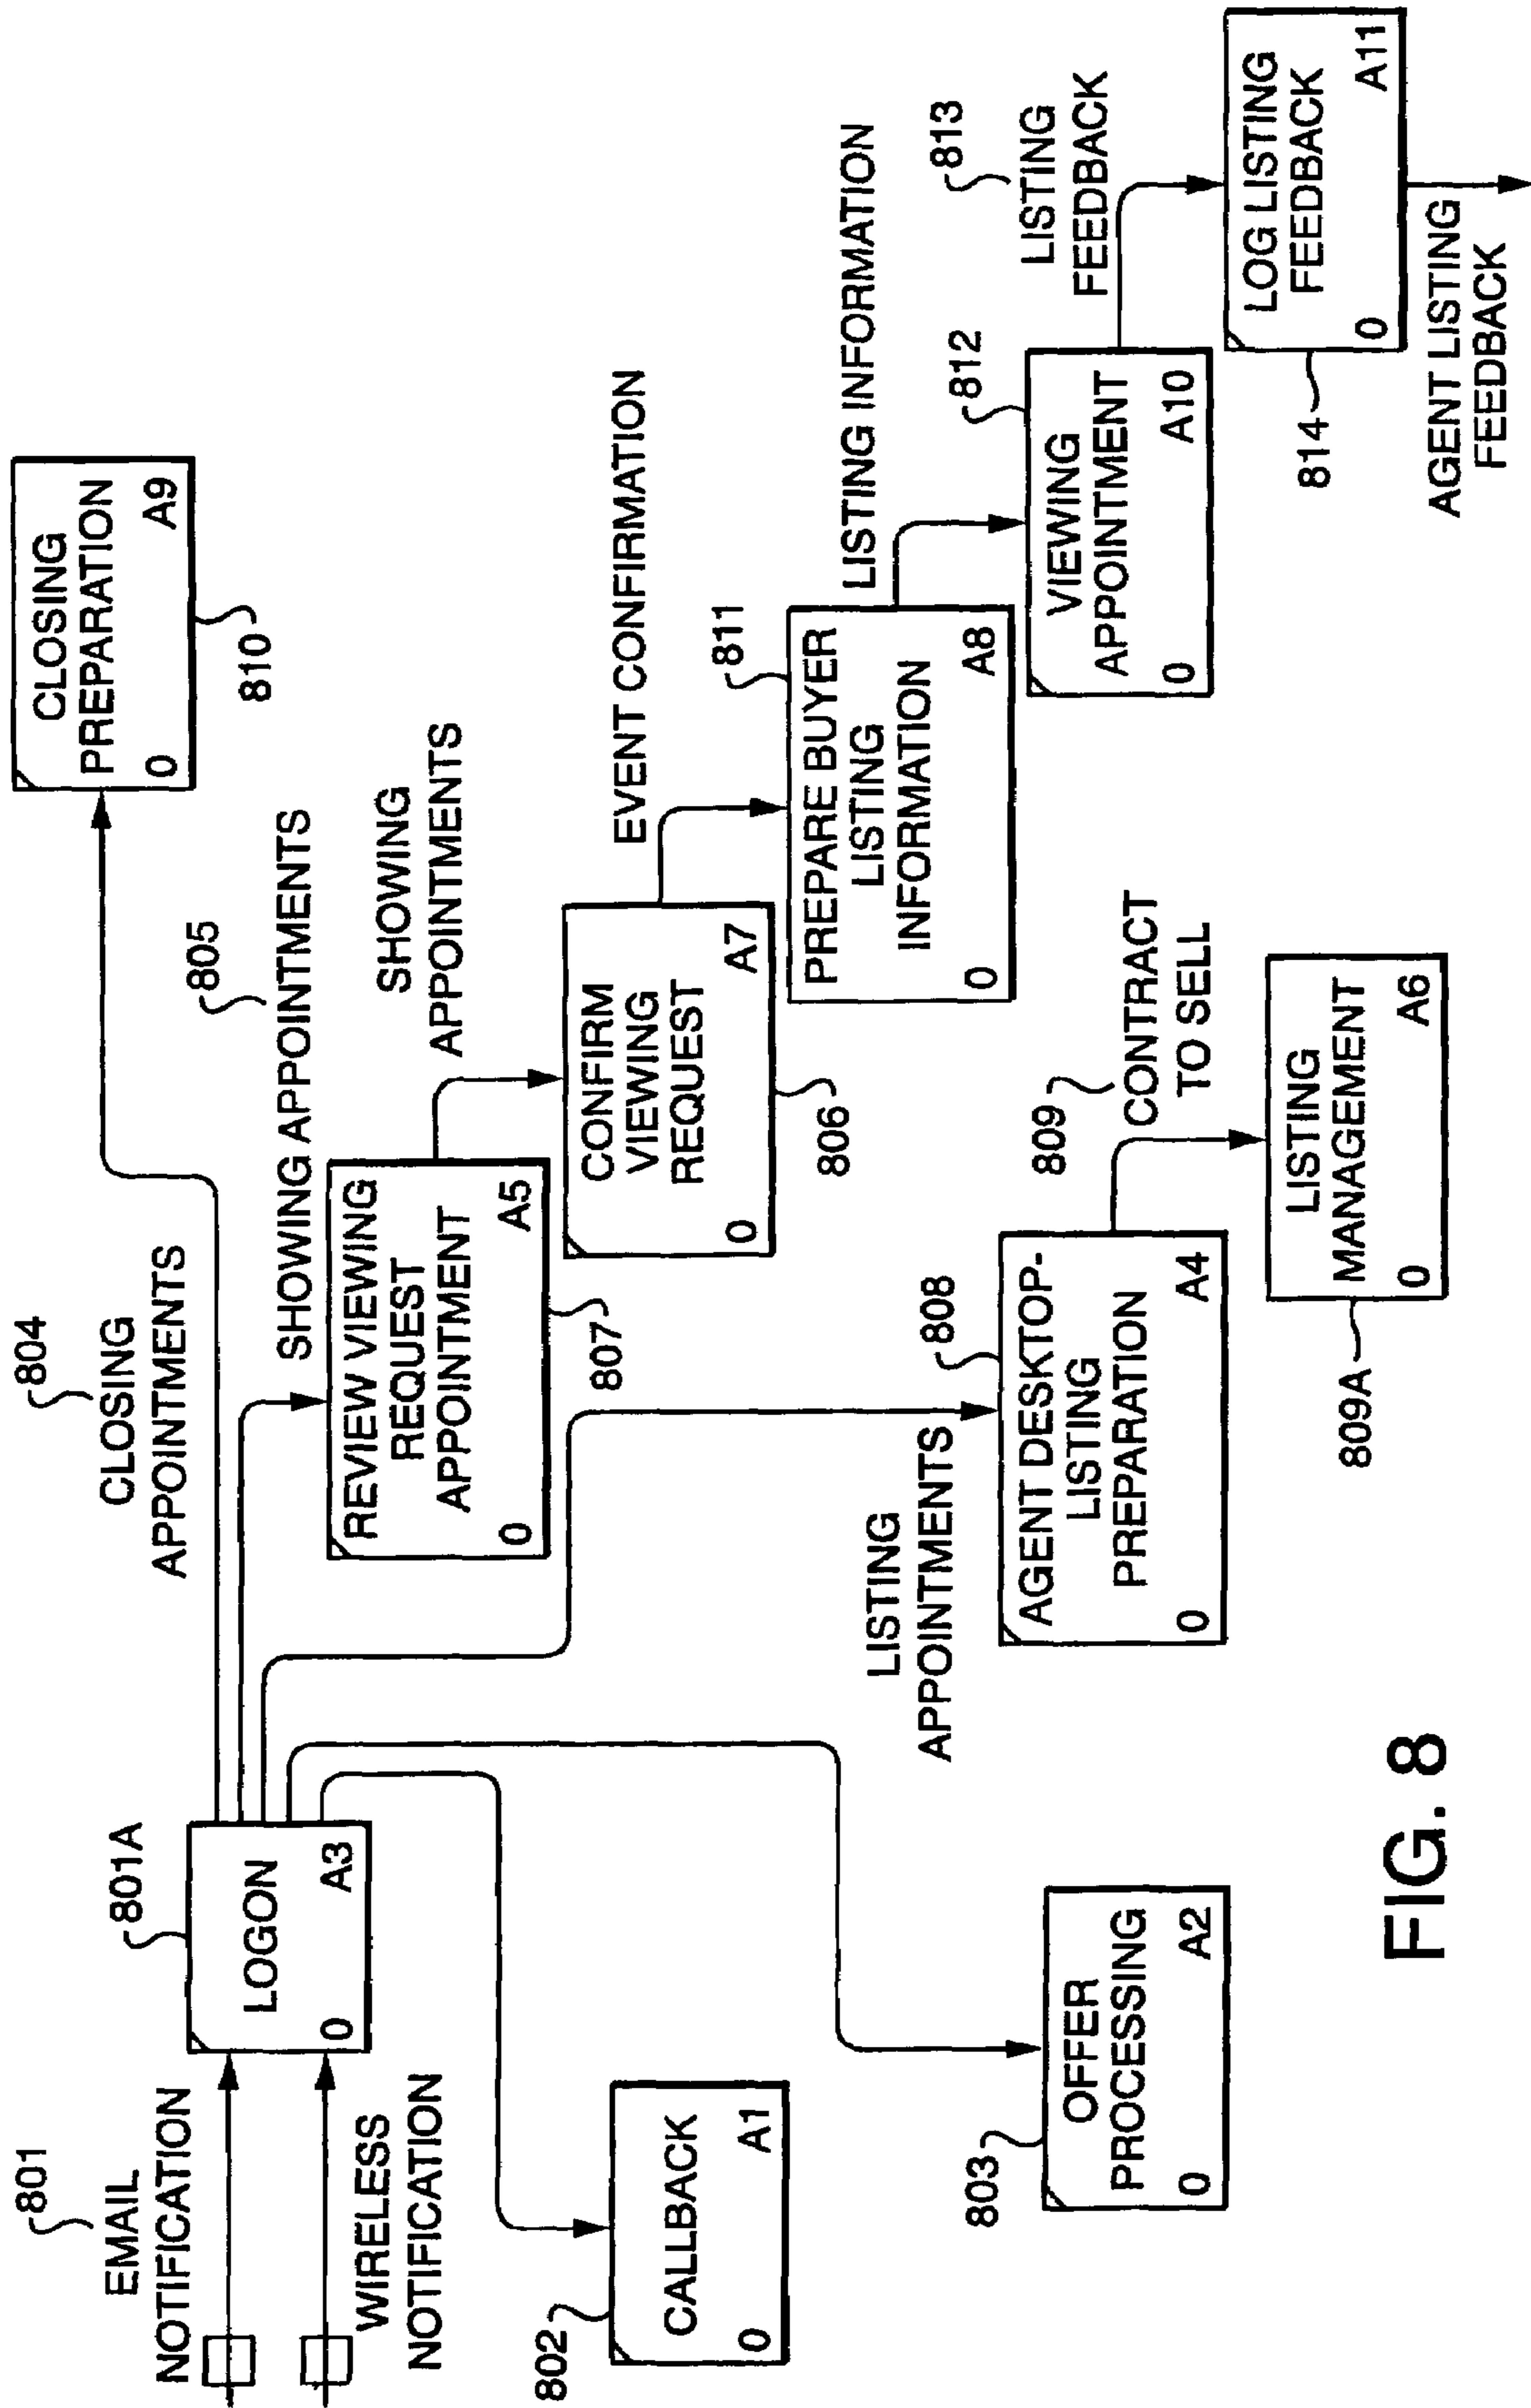 801
EMAIL
NOTIFICATION
WIRELESS
NOTIFICATION
801A
LOGON
0 A3
802
CALLBACK
0 A1
803
OFFER
PROCESSING
0 A2
804
CLOSING
APPOINTMENTS
CLOSING
PREPARATION
0 A9
810
805
SHOWING APPOINTMENTS
REVIEW VIEWING
REQUEST
APPOINTMENT
0 A5
807
SHOWING
APPOINTMENTS
CONFIRM
VIEWING
REQUEST
0 A7
806
EVENT CONFIRMATION
811
PREPARE BUYER
LISTING
INFORMATION
0 A8
LISTING INFORMATION
812
VIEWING
APPOINTMENT
0 A10
813
LISTING
FEEDBACK
LOG LISTING
FEEDBACK
0 A11
814
AGENT LISTING
FEEDBACK
LISTING
APPOINTMENTS
808
AGENT DESKTOP-
LISTING
PREPARATION
0 A4
809
CONTRACT
TO SELL
LISTING
MANAGEMENT
0 A6
809A
FIG. 8